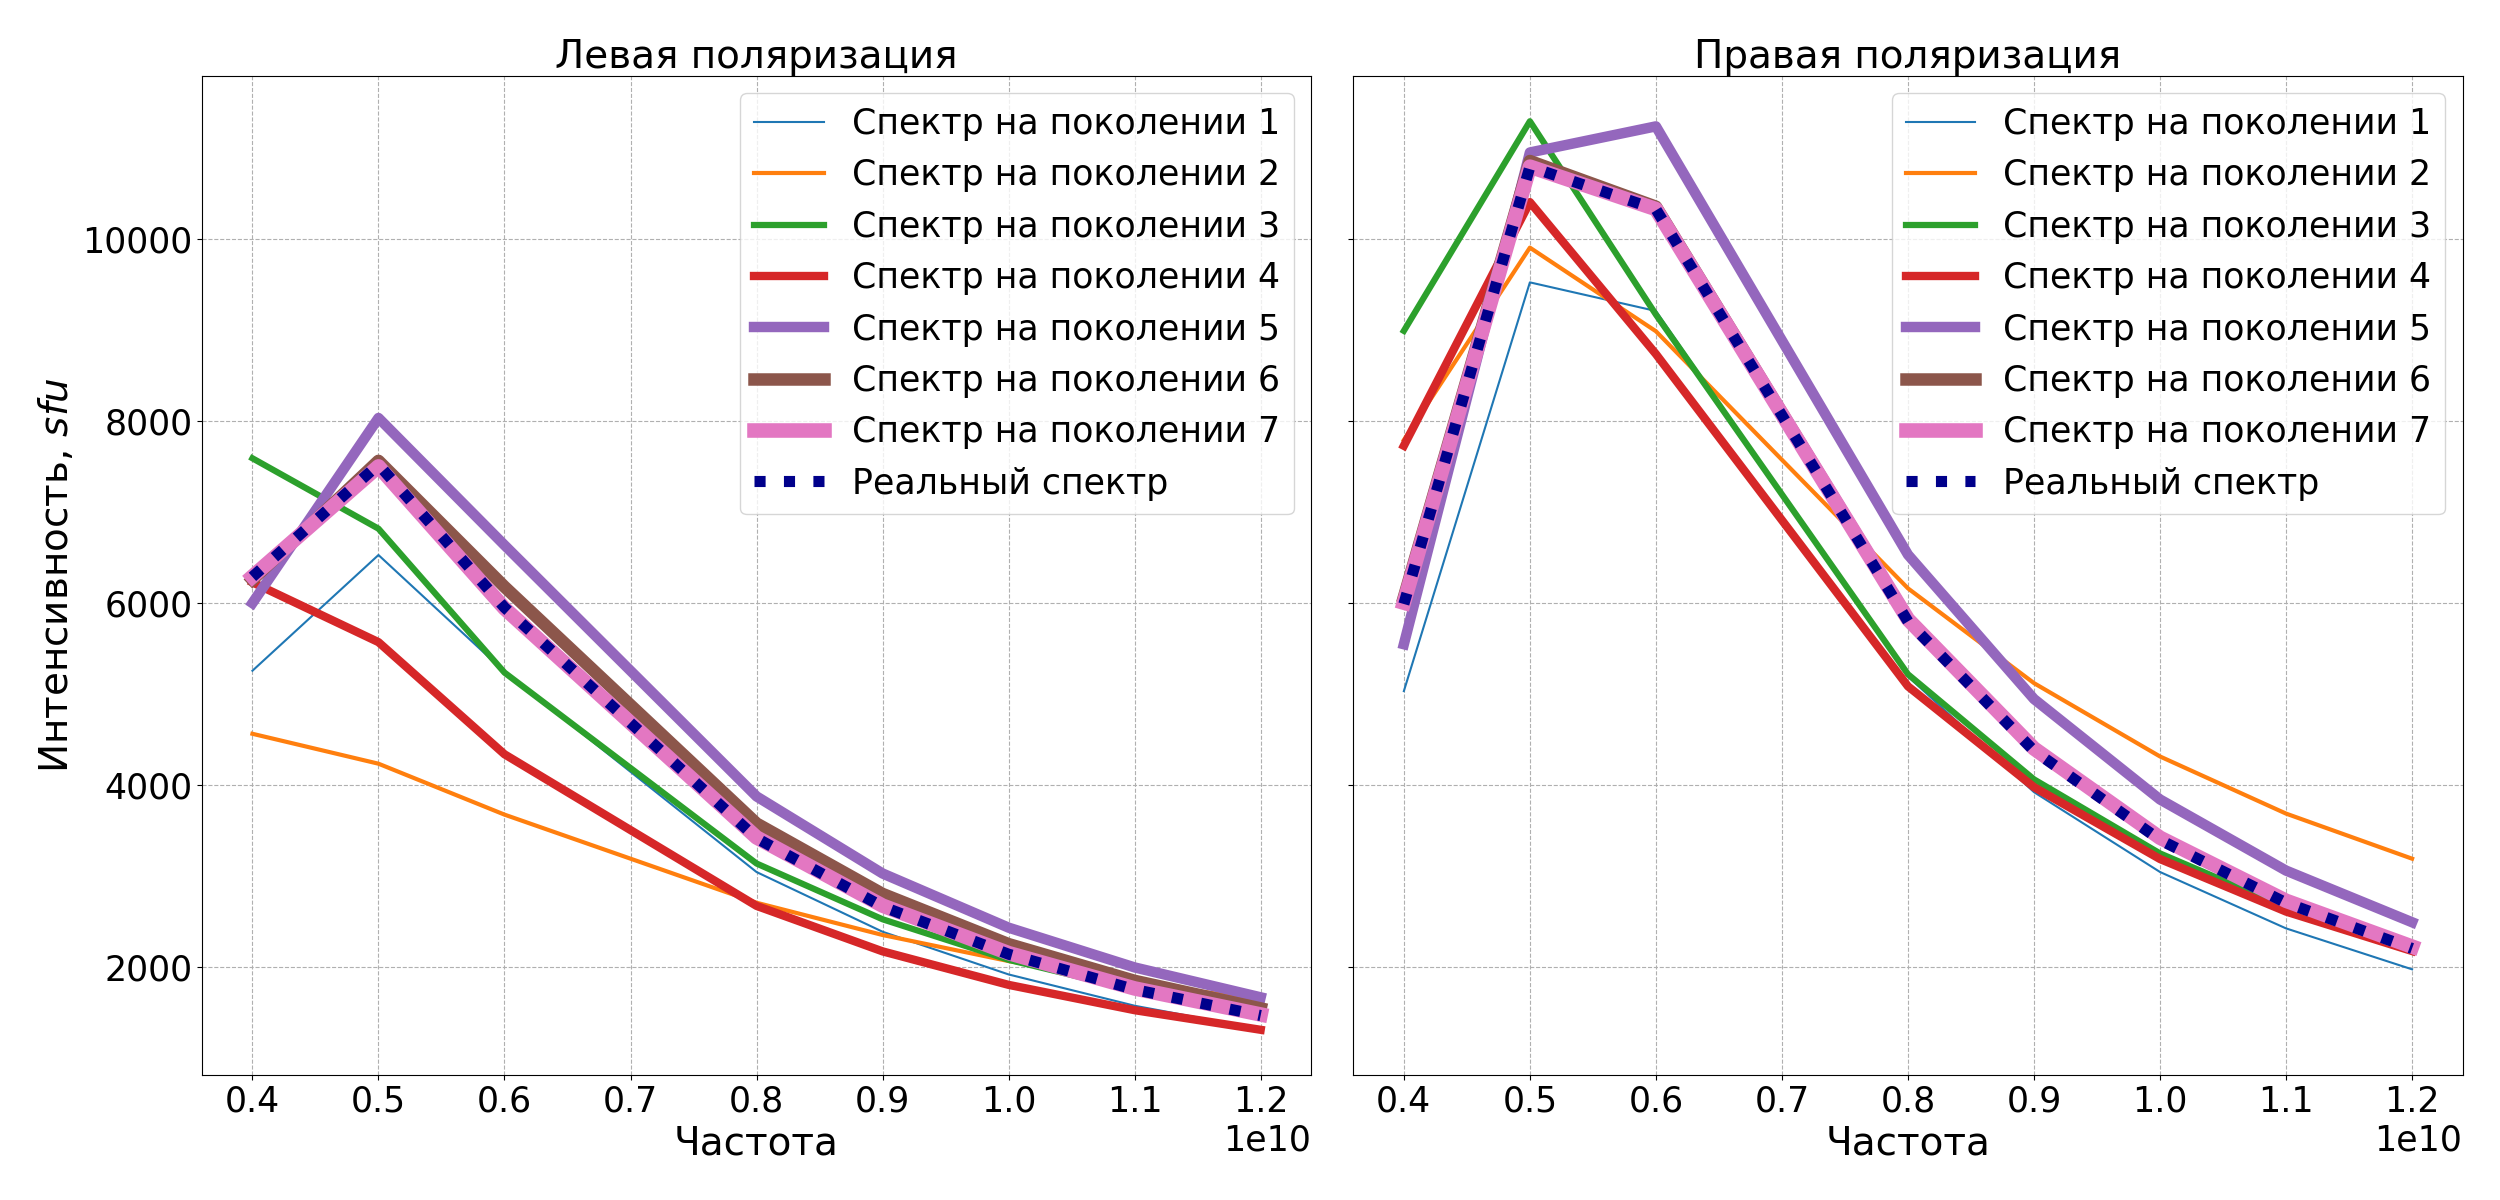 Левая поляризация
Интенсивность, sfu
10000
8000
6000
4000
2000
Спектр на поколении 1
Спектр на поколении 2
Спектр на поколении 3
Спектр на поколении 4
Спектр на поколении 5
Спектр на поколении 6
Спектр на поколении 7
Реальный спектр
0.4 0.5 0.6 0.7 0.8 0.9 1.0 1.1 1.2
1e10
Частота
Правая поляризация
Спектр на поколении 1
Спектр на поколении 2
Спектр на поколении 3
Спектр на поколении 4
Спектр на поколении 5
Спектр на поколении 6
Спектр на поколении 7
Реальный спектр
0.4 0.5 0.6 0.7 0.8 0.9 1.0 1.1 1.2
1e10
Частота